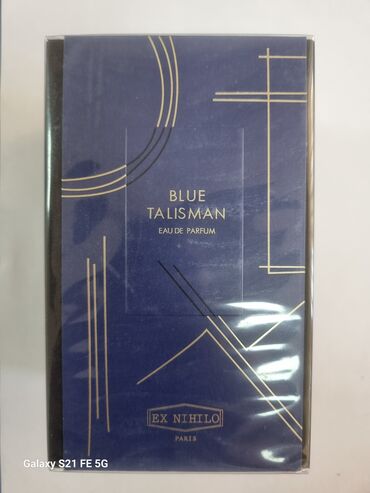 BLUE
TALISMAN
EAU DE PARFUM
EX NIHILO
PARIS
Galaxy S21 FE 5G